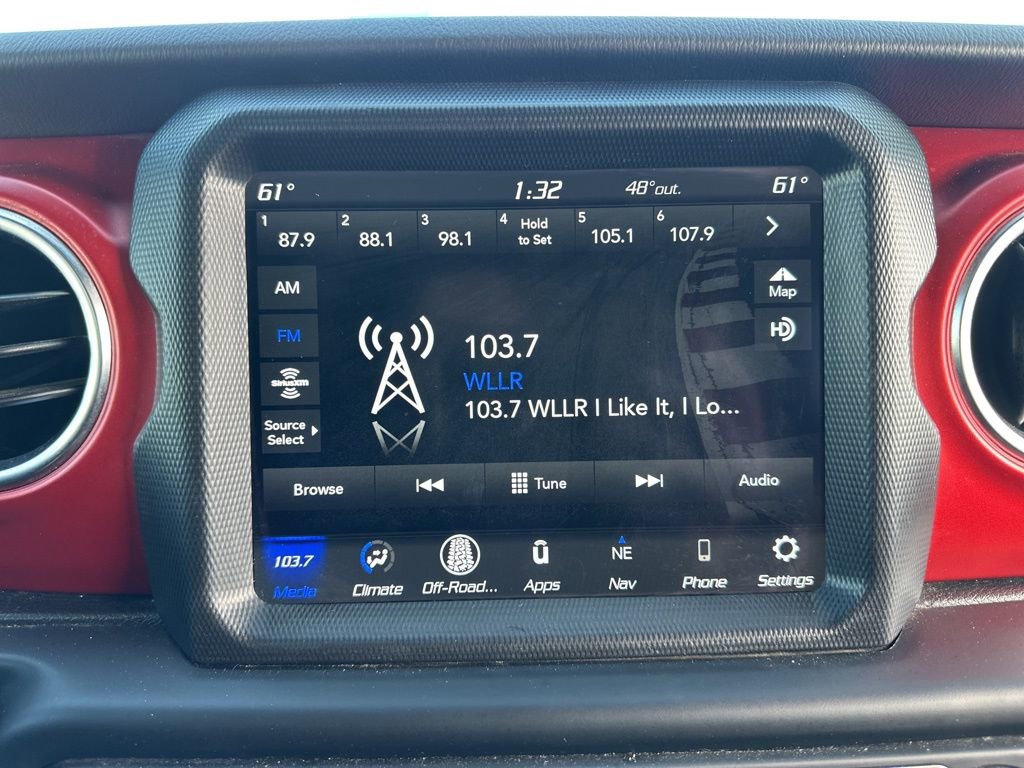 61° 1:32 48° out. 61°
1 87.9 2 88.1 3 98.1 4 Hold to Set 5 105.1 6 107.9
AM
Map
FM
HD
103.7
WLLR
SiriusXM
103.7 WLLR I Like It, I Lo...
Source
Select
Browse Tune Audio
103.7 ū NE
Media Climate Off-Road... Apps Nav Phone Settings